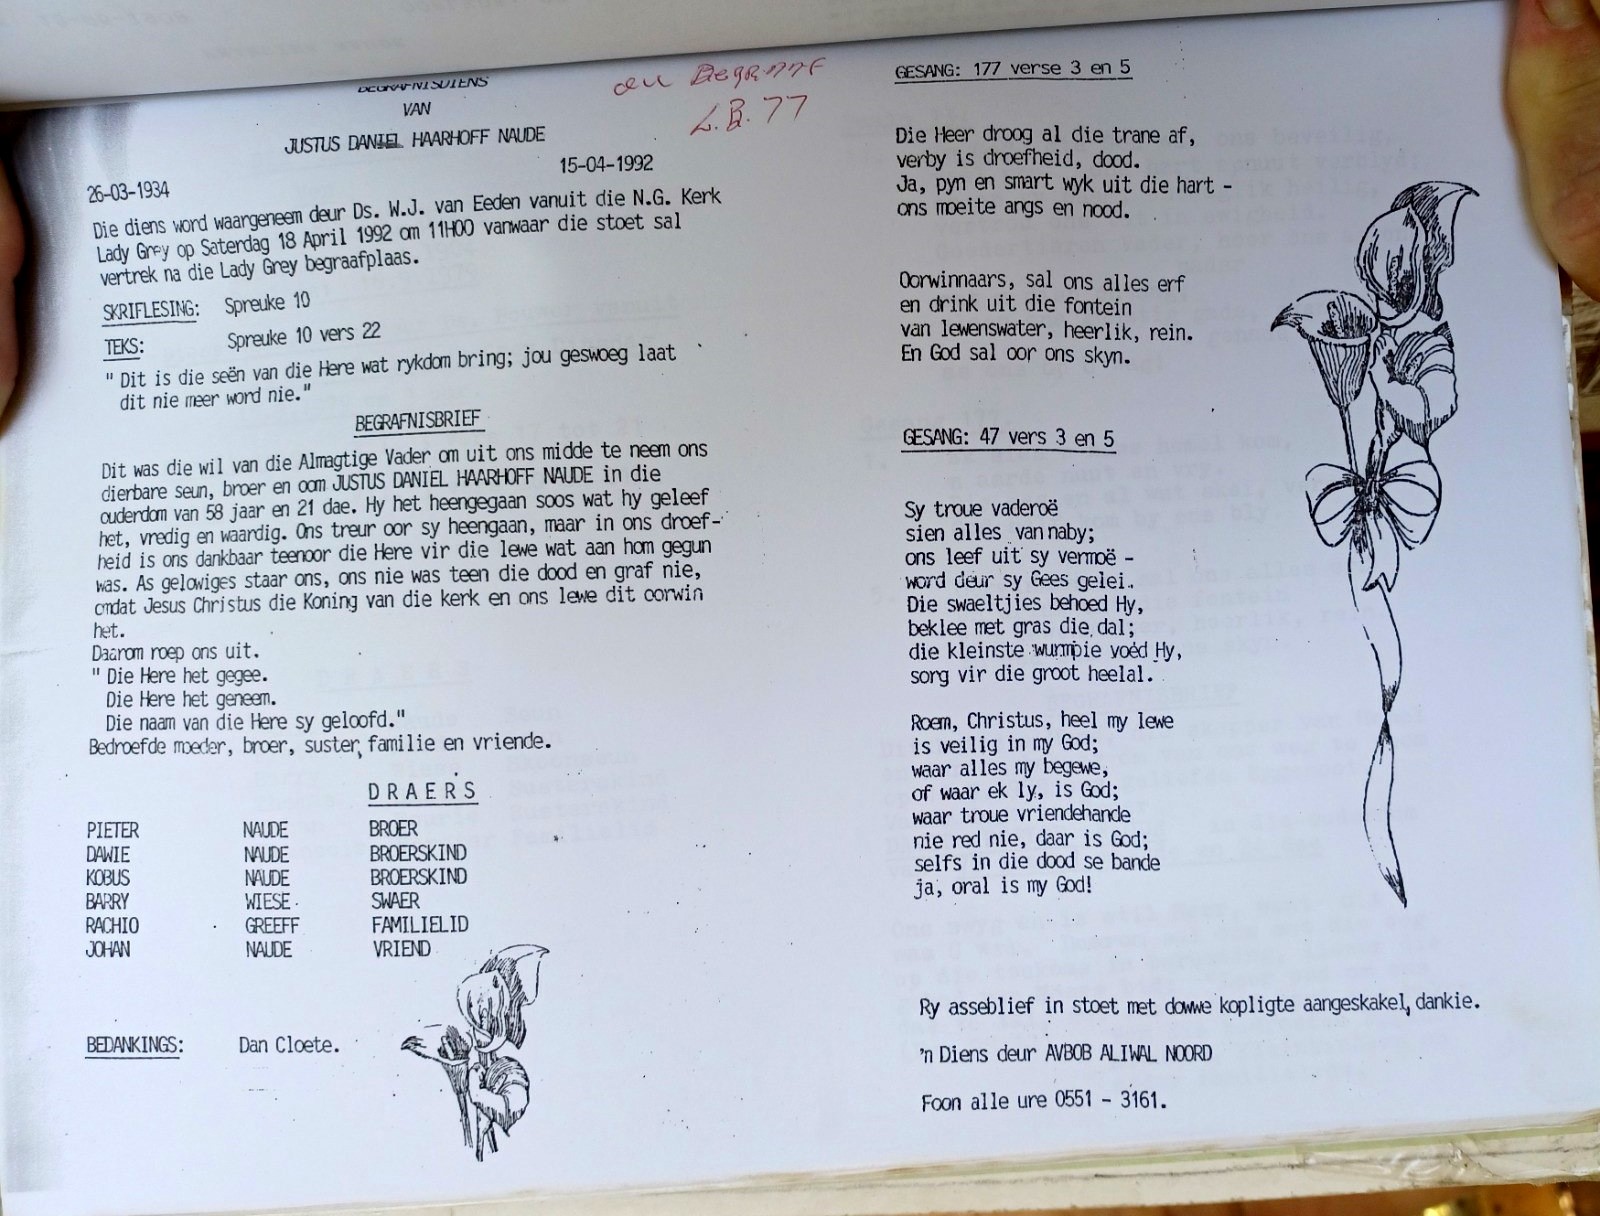 BEGRAFNISDIENS
VAN
JUSTUS DANIEL HAARHOFF NAUDE
26-03-1934 15-04-1992
Die diens word waargeneem deur Ds. W.J. van Eeden vanuit die N.G. Kerk
Lady Grey op Saterdag 18 April 1992 om 11H00 vanwaar die stoet sal
vertrek na die Lady Grey begraafplaas.
SKRIFLESING: Spreuke 10
TEKS: Spreuke 10 vers 22
" Dit is die seën van die Here wat rykdom bring; jou geswoeg laat
dit nie meer word nie."
BEGRAFNISBRIEF
Dit was die wil van die Almagtige Vader om uit ons midde te neem ons
dierbare seun, broer en oom JUSTUS DANIEL HAARHOFF NAUDE in die
ouderdom van 58 jaar en 21 dae. Hy het heengegaan soos wat hy geleef
het, vredig en waardig. Ons treur oor sy heengaan, maar in ons droef-
heid is ons dankbaar teenoor die Here vir die lewe wat aan hom gegun
was. As gelowiges staar ons, ons nie was teen die dood en graf nie,
omdat Jesus Christus die Koning van die kerk en ons lewe dit oorwin
het.
Daarom roep ons uit.
" Die Here het gegee.
Die Here het geneem.
Die naam van die Here sy geloofd."
Bedroefde moeder, broer, suster, familie en vriende.
DRAERS
PIETER NAUDE BROER
DAWIE NAUDE BROERSKIND
KOBUS NAUDE BROERSKIND
BARRY WIESE SWAER
RACHIO GREEFF FAMILIELID
JOHAN NAUDE VRIEND
BEDANKINGS: Dan Cloete.
L.B. 77
GESANG: 177 verse 3 en 5
Die Heer droog al die trane af,
verby is droefheid, dood.
Ja, pyn en smart wyk uit die hart -
ons moeite angs en nood.
Oorwinnaars, sal ons alles erf
en drink uit die fontein
van lewenswater, heerlik, rein.
En God sal oor ons skyn.
GESANG: 47 vers 3 en 5
Sy troue vaderoë
sien alles van naby;
ons leef uit sy vermoë -
word deur sy Gees gelei.
Die swaeltjies behoed Hy,
beklee met gras die dal;
die kleinste wurmpie voed Hy,
sorg vir die groot heelal.
Roem, Christus, heel my lewe
is veilig in my God;
waar alles my begewe,
of waar ek ly, is God;
waar troue vriendehande
nie red nie, daar is God;
selfs in die dood se bande
ja, oral is my God!
Ry asseblief in stoet met dowwe kopligte aangeskakel, dankie.
'n Diens deur AVBOB ALIWAL NOORD
Foon alle ure 0551 - 3161.